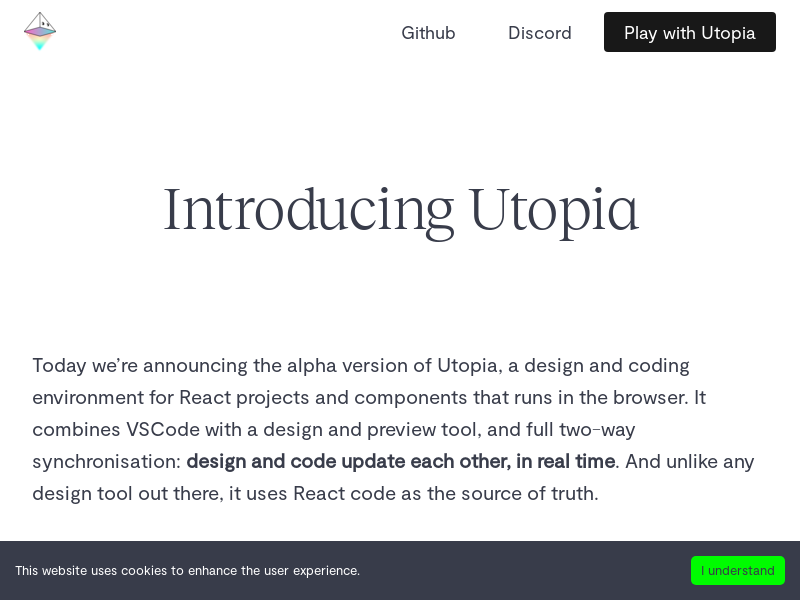 Github
Discord
Play with Utopia
Introducing Utopia
Today we’re announcing the alpha version of Utopia, a design and coding
environment for React projects and components that runs in the browser. It
combines VSCode with a design and preview tool, and full two-way
synchronisation: design and code update each other, in real time. And unlike any
design tool out there, it uses React code as the source of truth.
This website uses cookies to enhance the user experience.
I understand